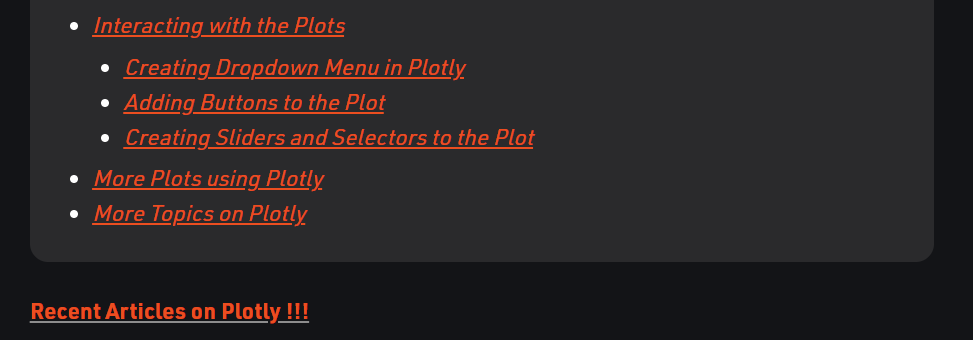 Interacting with the Plots
Creating Dropdown Menu in Plotly
Adding Buttons to the Plot
Creating Sliders and Selectors to the Plot
More Plots using Plotly
More Topics on Plotly
Recent Articles on Plotly !!!